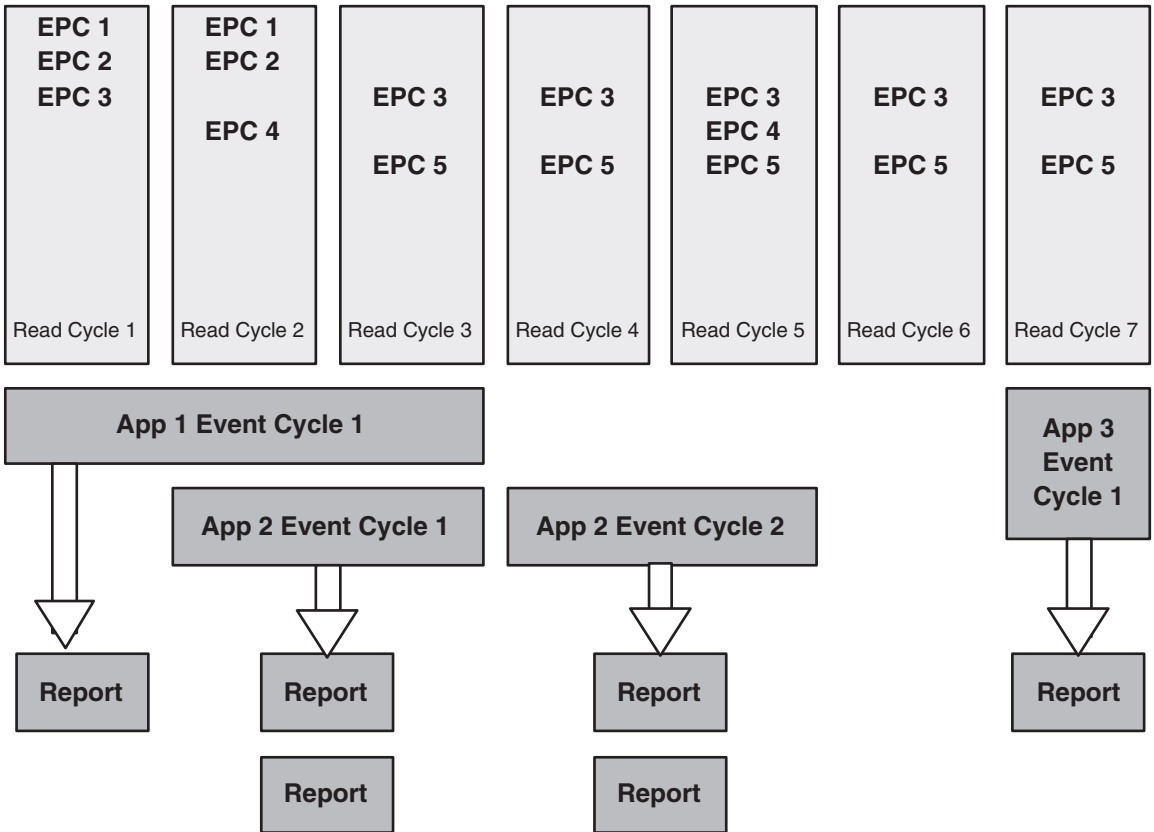 EPC 1
EPC 2
EPC 3
Read Cycle 1
EPC 1
EPC 2
EPC 4
Read Cycle 2
EPC 3
EPC 5
Read Cycle 3
EPC 3
EPC 5
Read Cycle 4
EPC 3
EPC 4
EPC 5
Read Cycle 5
EPC 3
EPC 5
Read Cycle 6
EPC 3
EPC 5
Read Cycle 7
App 1 Event Cycle 1
App 3
Event
Cycle 1
App 2 Event Cycle 1
App 2 Event Cycle 2
Report
Report
Report
Report
Report
Report